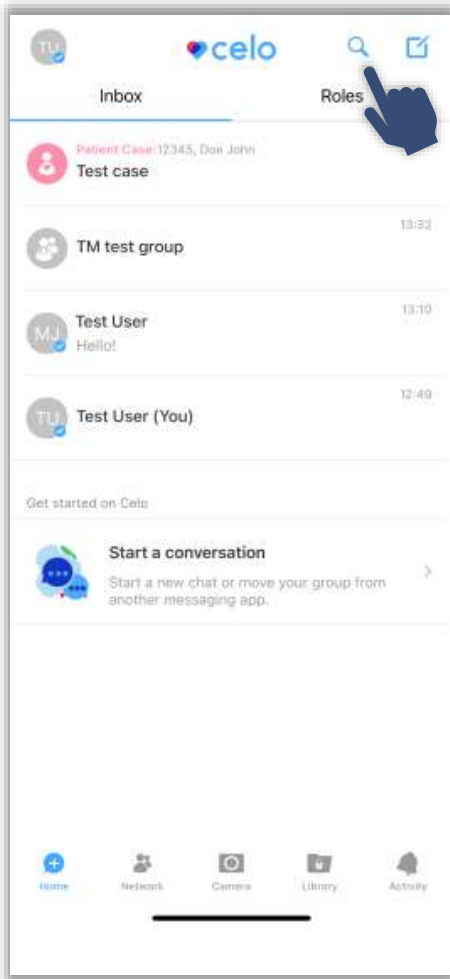 TU
celo
Inbox Roles
Patient Case: 12345, Doe John
Test case
13:32
TM test group
13:10
MJ
Test User
Hello!
12:49
TU
Test User (You)
Get started on Celo
Start a conversation
Start a new chat or move your group from
another messaging app.
Home Network Camera Library Activity